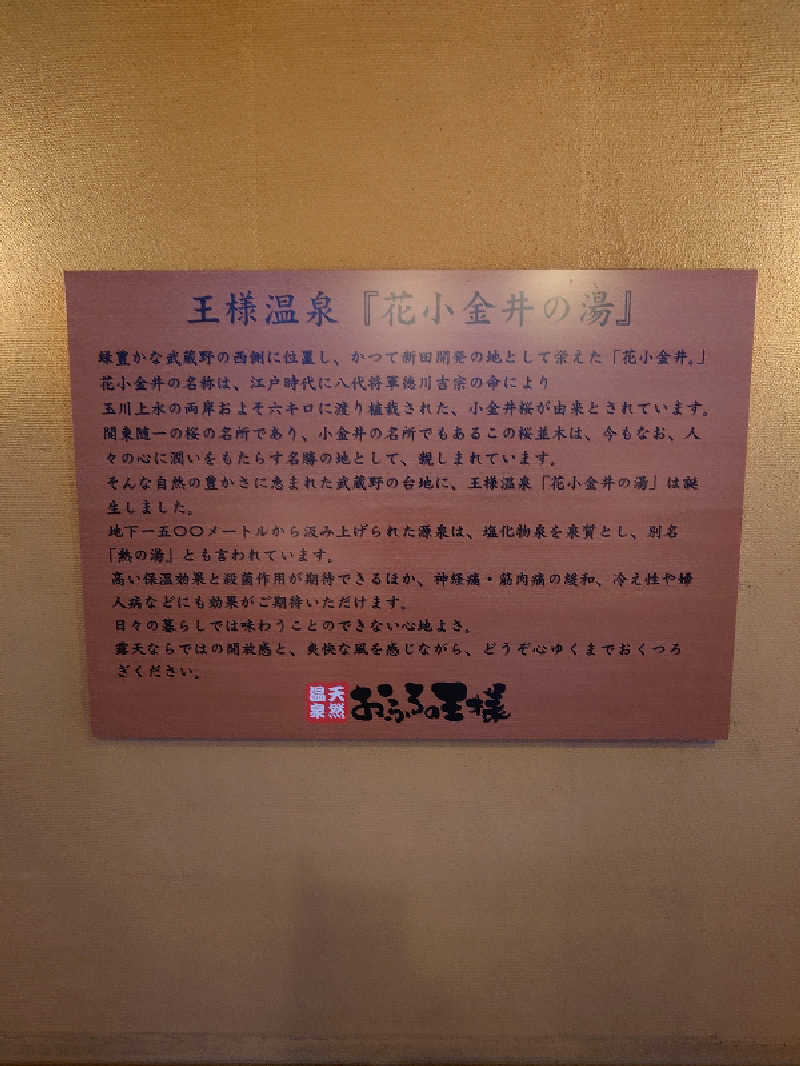 王様温泉『花小金井の湯』
緑豊かな武蔵野の西側に位置し、かつて新田開発の地として栄えた「花小金井。」
花小金井の名称は、江戸時代に八代将軍徳川吉宗の命により
玉川上水の両岸およそ六キロに渡り植栽された、小金井桜が由来とされています。
関東随一の桜の名所であり、小金井の名所でもあるこの桜並木は、今もなお、人
々の心に潤いをもたらす名勝の地として、親しまれています。
そんな自然の豊かさに恵まれた武蔵野の台地に、王様温泉「花小金井の湯」は誕
生しました。
地下一五〇〇メートルから汲み上げられた源泉は、塩化物泉を泉質とし、別名
「熱の湯」とも言われています。
高い保温効果と殺菌作用が期待できるほか、神経痛・筋肉痛の緩和、冷え性や婦
人病などにも効果がご期待いただけます。
日々の暮らしでは味わうことのできない心地よさ。
露天ならではの開放感と、爽快な風を感じながら、どうぞ心ゆくまでおくつろ
ぎください。
天然温泉 おふろの王様